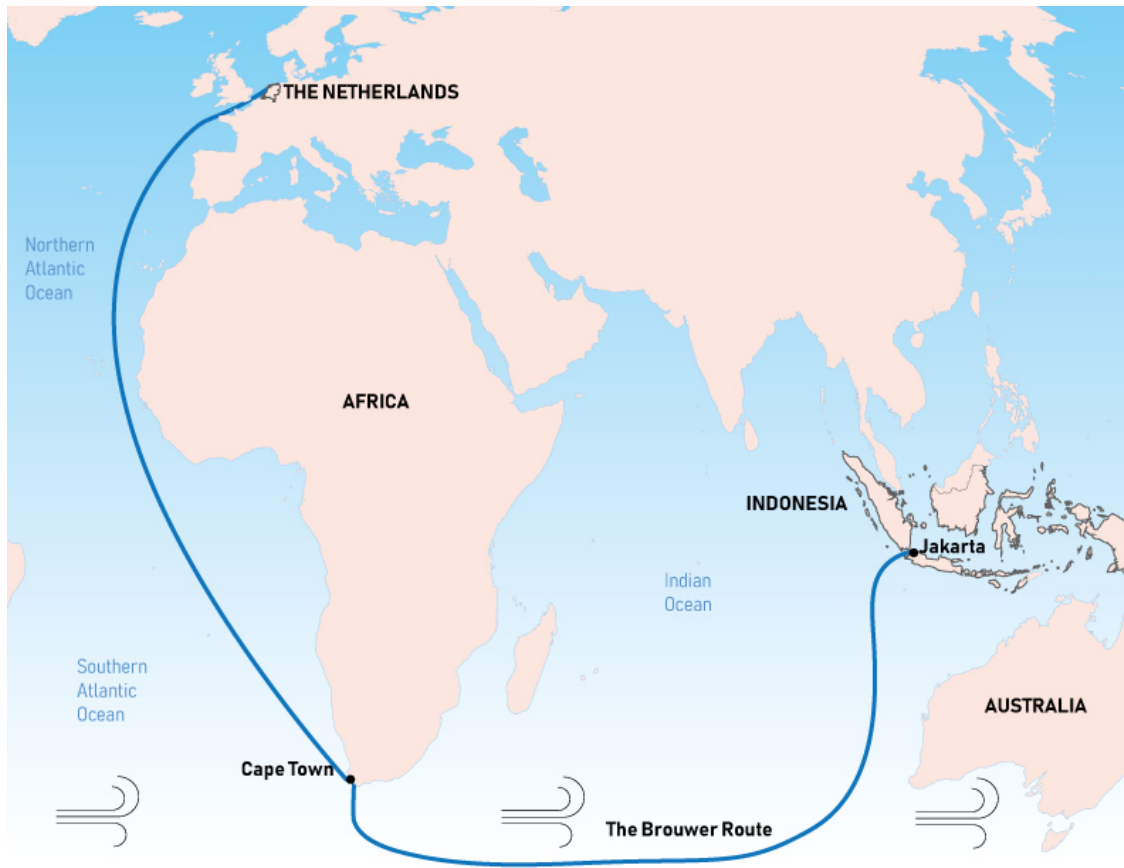 THE NETHERLANDS
Northern
Atlantic
Ocean
AFRICA
INDONESIA
Jakarta
Indian
Ocean
Southern
Atlantic
Ocean
AUSTRALIA
Cape Town
The Brouwer Route